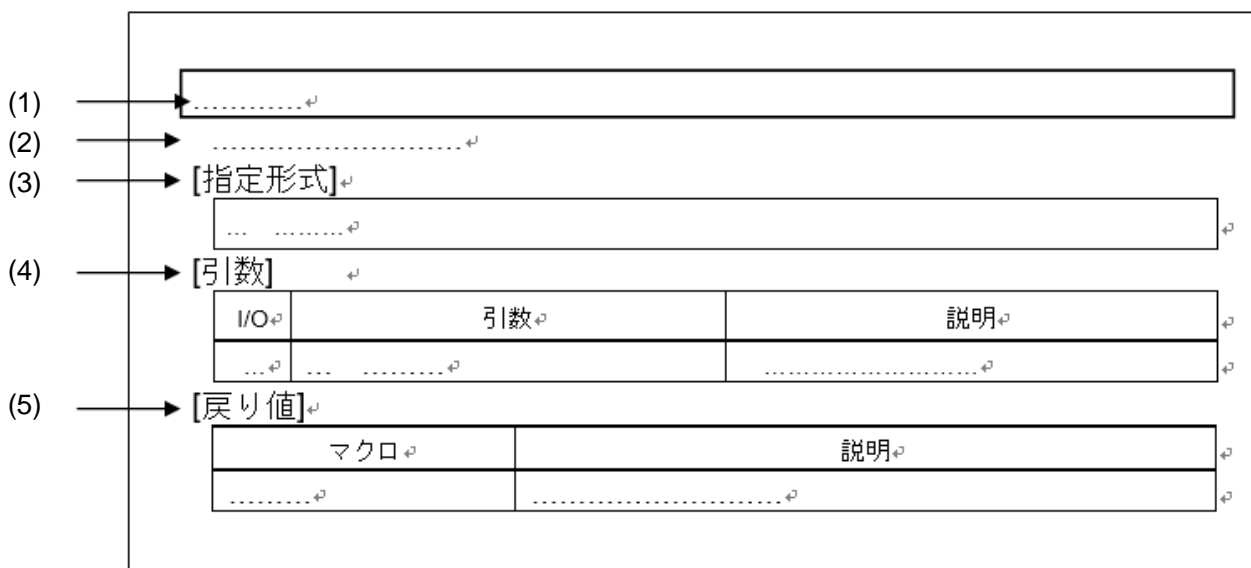 (1) …………↵
(2) ………………………↵
(3) [指定形式]↵
… ………↵
(4) [引数] ↵
I/O↵ 引数↵ 説明↵
…↵ … ………↵ ………………………↵
(5) [戻り値]↵
マクロ↵ 説明↵
………↵ ………………………↵